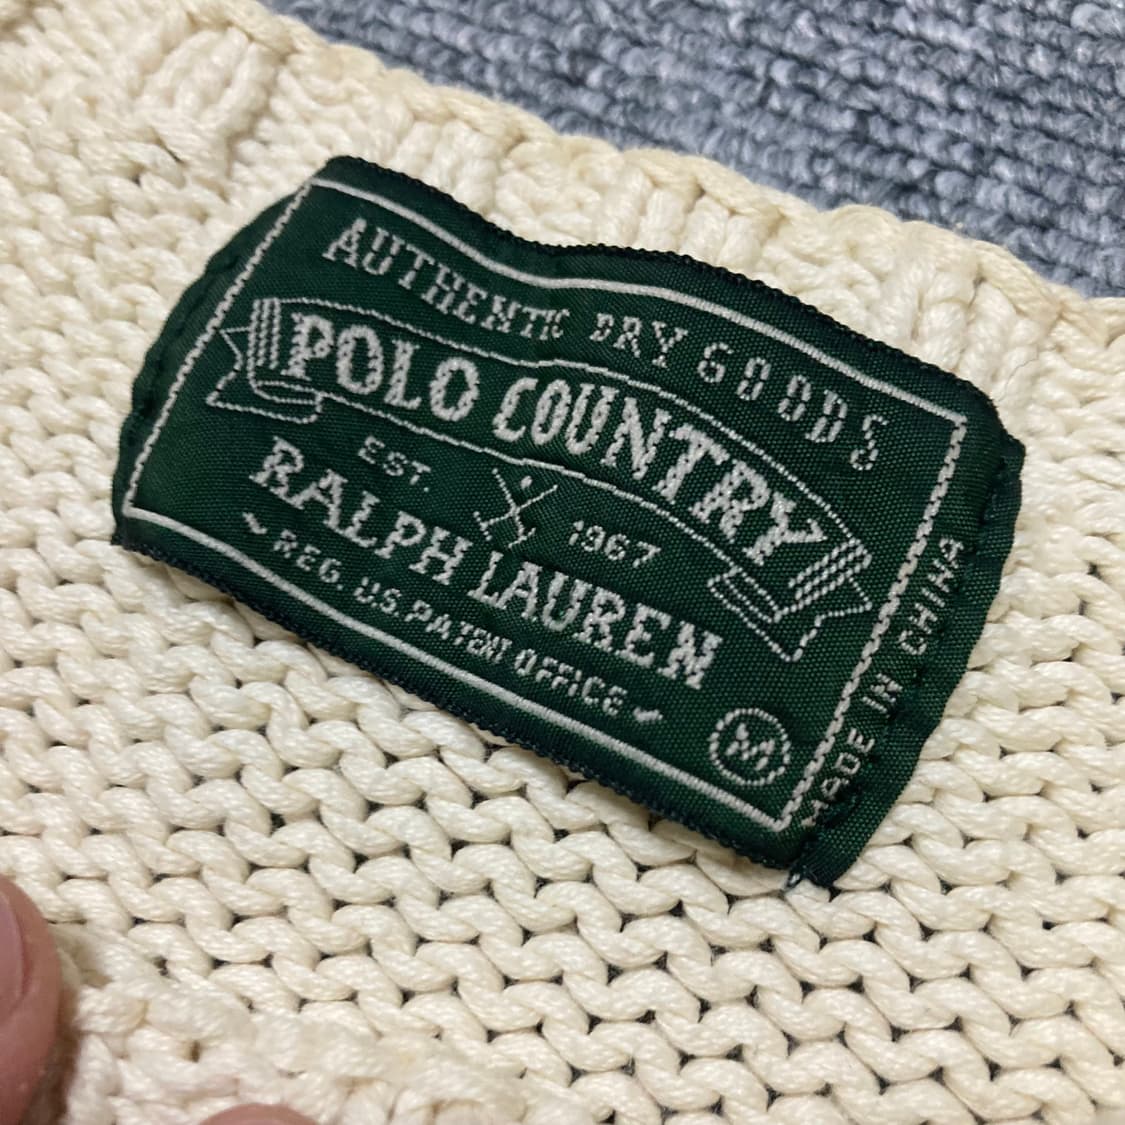 AUTHENTIC DRY GOODS
POLO COUNTRY
EST. 1967
RALPH LAUREN
REG. U.S. PATENT OFFICE
M
MADE IN CHINA